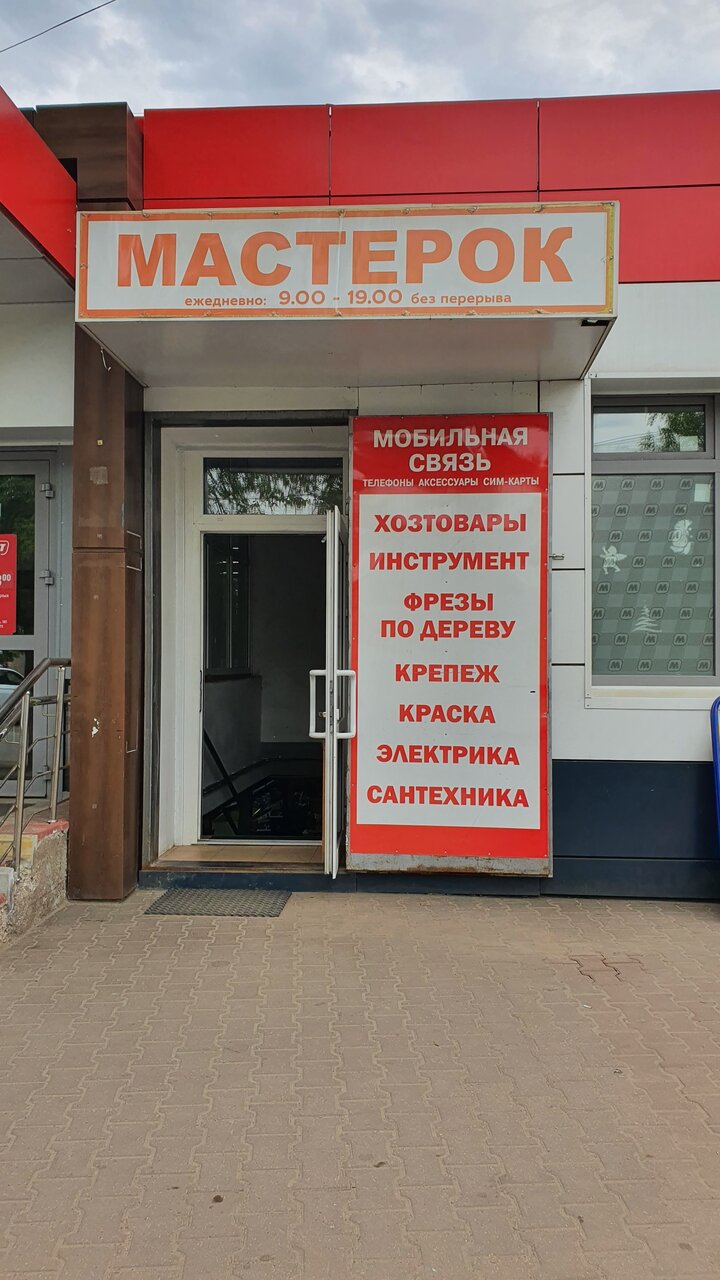 МАСТЕРОК
ежедневно: 9.00 - 19.00 без перерыва
МОБИЛЬНАЯ
СВЯЗЬ
ТЕЛЕФОНЫ АКСЕССУАРЫ СИМ-КАРТЫ
ХОЗТОВАРЫ
ИНСТРУМЕНТ
ФРЕЗЫ
ПО ДЕРЕВУ
КРЕПЕЖ
КРАСКА
ЭЛЕКТРИКА
САНТЕХНИКА